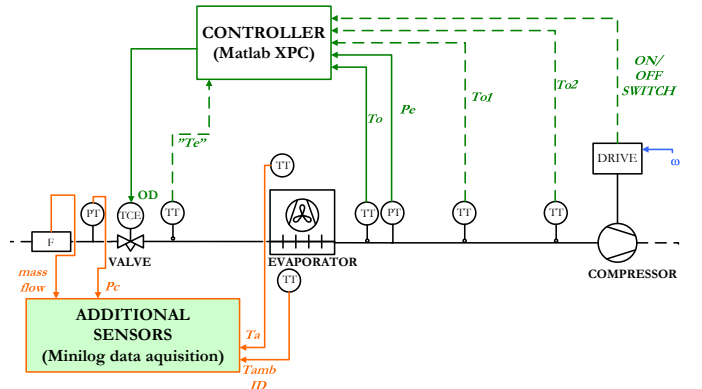 CONTROLLER
(Matlab XPC)
ON/
OFF
SWITCH
"Te"
To
Pe
To1
To2
TT
DRIVE
ω
OD
F
PT
TCE
TT
TT
PT
TT
TT
VALVE
EVAPORATOR
COMPRESSOR
TT
mass
flow
Pc
ADDITIONAL
SENSORS
(Minilog data aquisition)
Ta
Tamb
ID